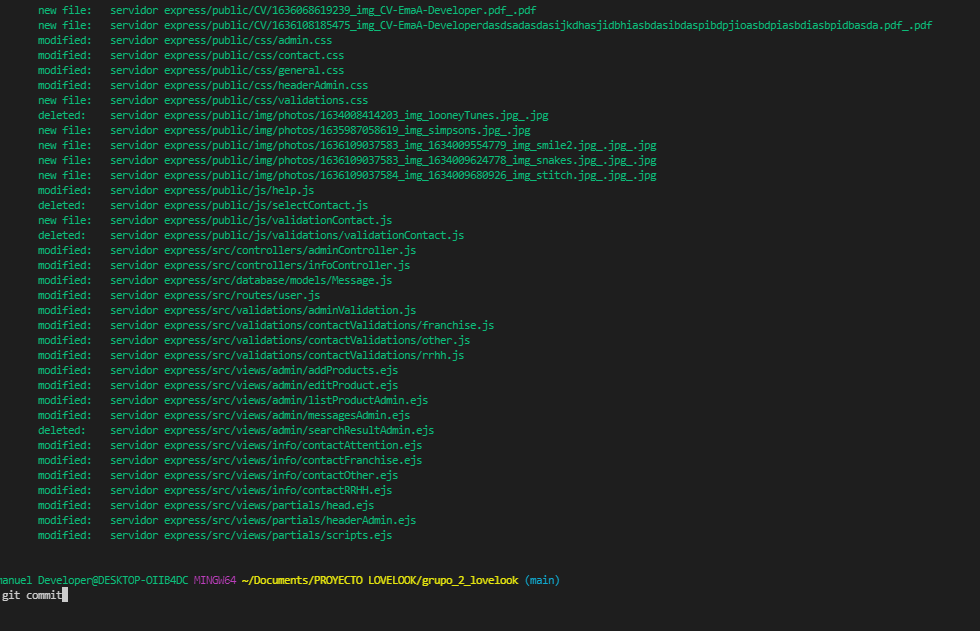 new file:   servidor express/public/CV/1636068619239_img_CV-EmaA-Developer.pdf_.pdf
new file:   servidor express/public/CV/1636108185475_img_CV-EmaA-Developerdasdsadasdasijkdhasjidbhiasbdasibdaspibdpjioasbdpiasbdiasbpidbasda.pdf_.pdf
modified:   servidor express/public/css/admin.css
modified:   servidor express/public/css/contact.css
modified:   servidor express/public/css/general.css
modified:   servidor express/public/css/headerAdmin.css
new file:   servidor express/public/css/validations.css
deleted:    servidor express/public/img/photos/1634008414203_img_looneyTunes.jpg_.jpg
new file:   servidor express/public/img/photos/1635987058619_img_simpsons.jpg_.jpg
new file:   servidor express/public/img/photos/1636109037583_img_1634009554779_img_smile2.jpg_.jpg_.jpg
new file:   servidor express/public/img/photos/1636109037583_img_1634009624778_img_snakes.jpg_.jpg_.jpg
new file:   servidor express/public/img/photos/1636109037584_img_1634009680926_img_stitch.jpg_.jpg_.jpg
modified:   servidor express/public/js/help.js
deleted:    servidor express/public/js/selectContact.js
new file:   servidor express/public/js/validationContact.js
deleted:    servidor express/public/js/validations/validationContact.js
modified:   servidor express/src/controllers/adminController.js
modified:   servidor express/src/controllers/infoController.js
modified:   servidor express/src/database/models/Message.js
modified:   servidor express/src/routes/user.js
modified:   servidor express/src/validations/adminValidation.js
modified:   servidor express/src/validations/contactValidations/franchise.js
modified:   servidor express/src/validations/contactValidations/other.js
modified:   servidor express/src/validations/contactValidations/rrhh.js
modified:   servidor express/src/views/admin/addProducts.ejs
modified:   servidor express/src/views/admin/editProduct.ejs
modified:   servidor express/src/views/admin/listProductAdmin.ejs
modified:   servidor express/src/views/admin/messagesAdmin.ejs
deleted:    servidor express/src/views/admin/searchResultAdmin.ejs
modified:   servidor express/src/views/info/contactAttention.ejs
modified:   servidor express/src/views/info/contactFranchise.ejs
modified:   servidor express/src/views/info/contactOther.ejs
modified:   servidor express/src/views/info/contactRRHH.ejs
modified:   servidor express/src/views/partials/head.ejs
modified:   servidor express/src/views/partials/headerAdmin.ejs
modified:   servidor express/src/views/partials/scripts.ejs
manuel Developer@DESKTOP-OIIB4DC MINGW64 ~/Documents/PROYECTO LOVELOOK/grupo_2_lovelook (main)
git commit